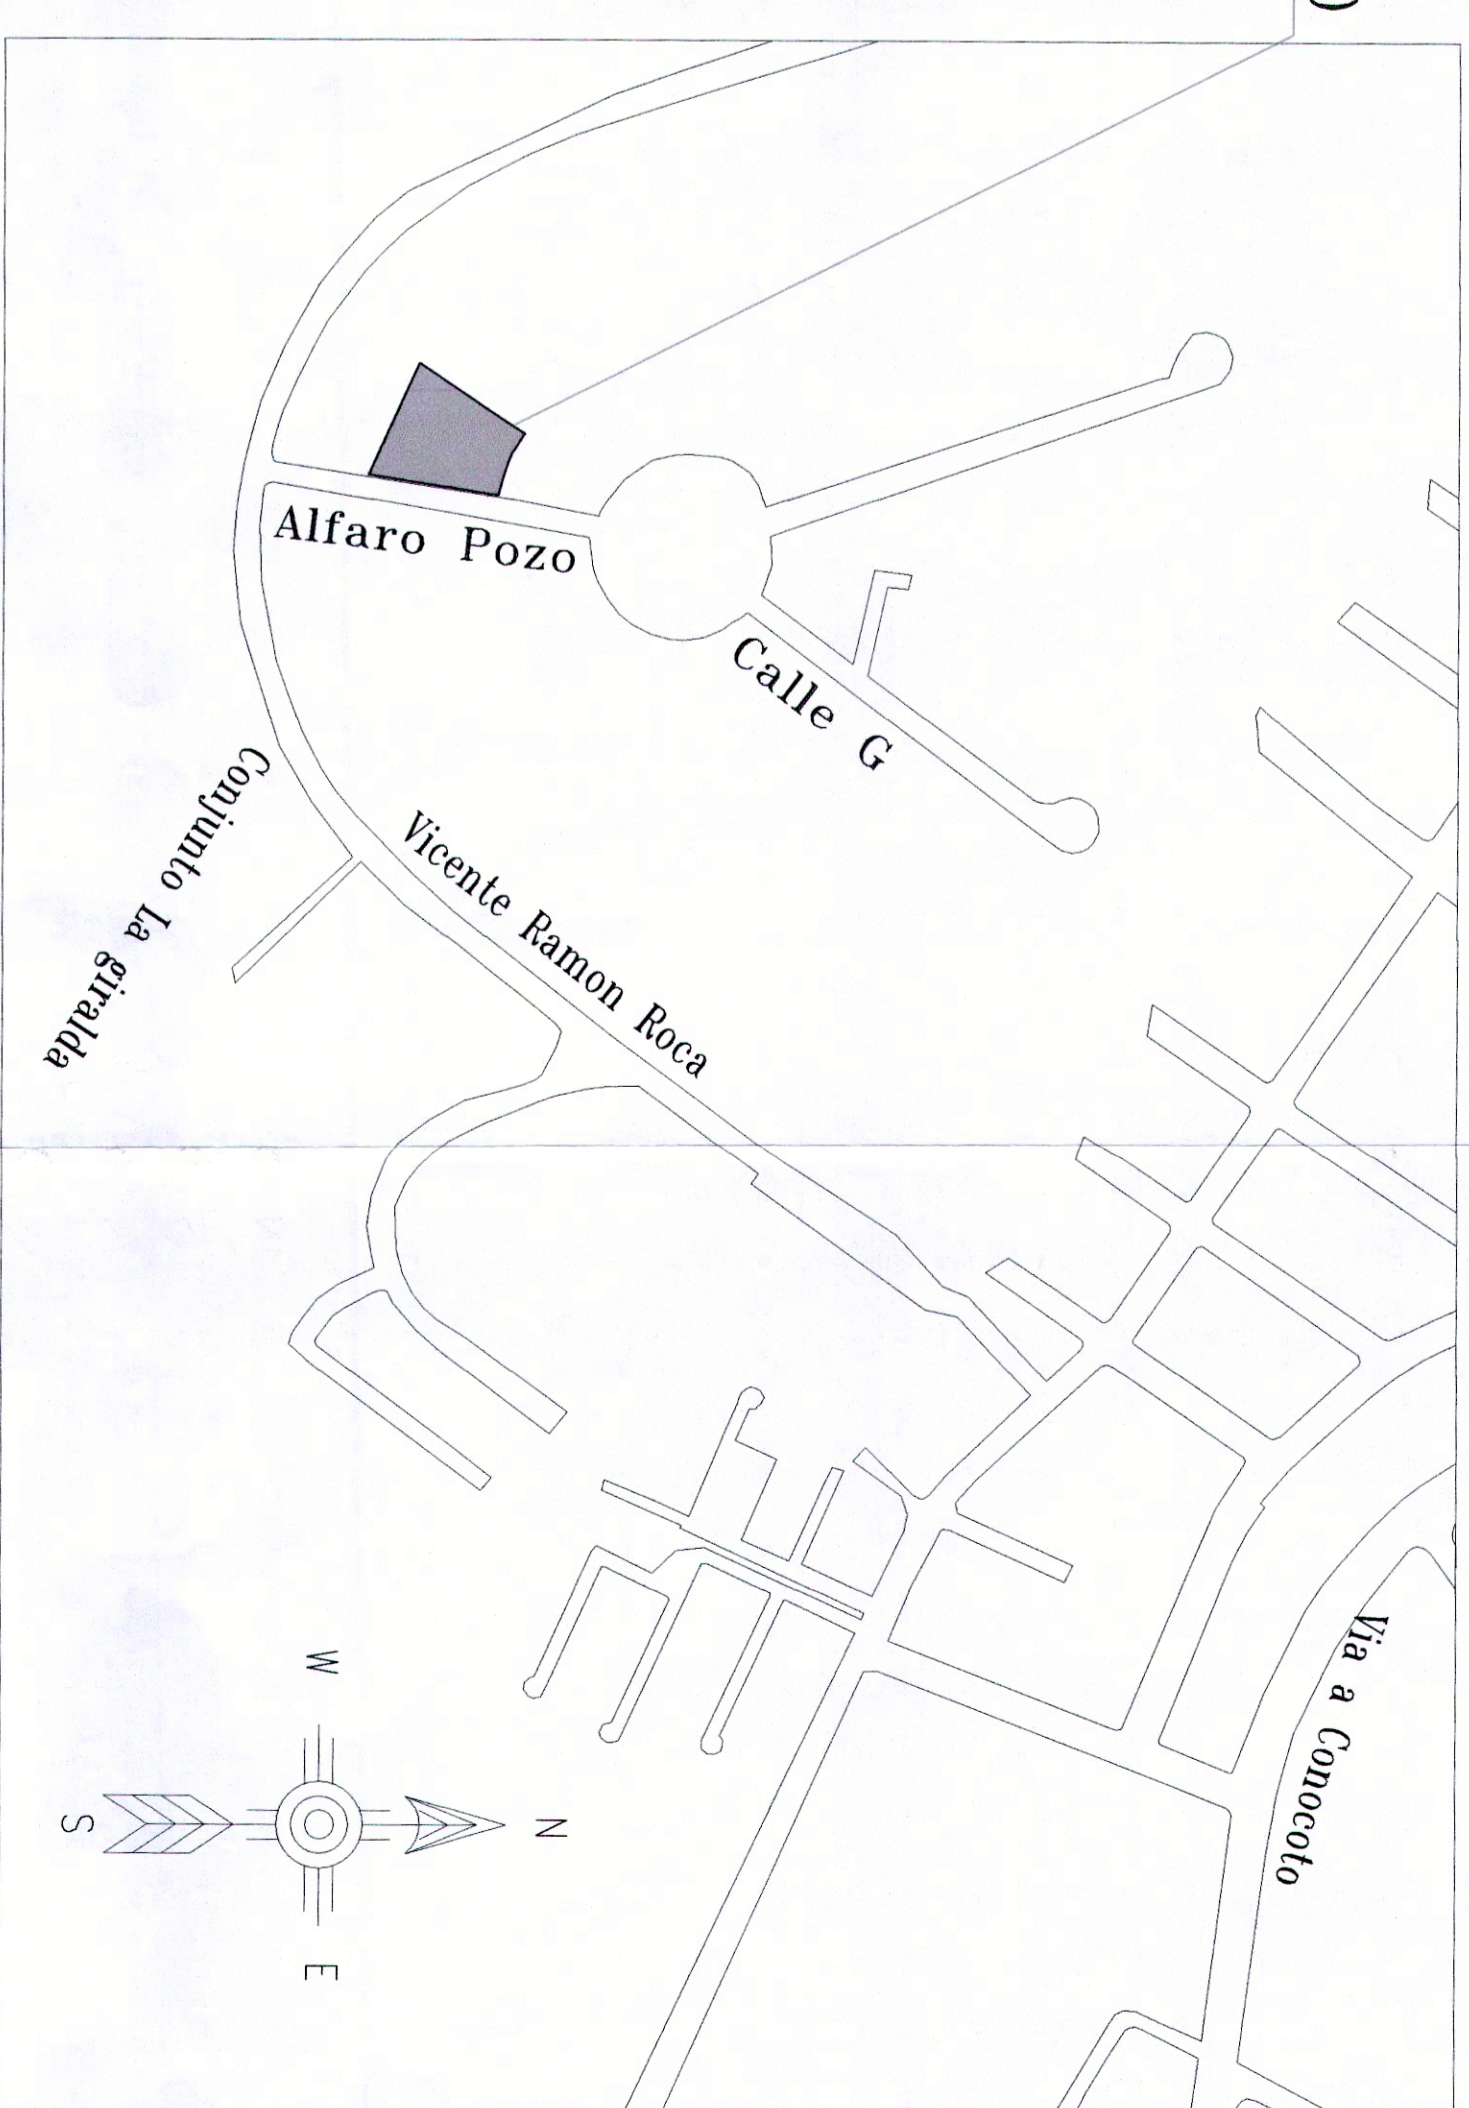 Alfaro Pozo
Calle G
Vicente Ramon Roca
Conjunto La giralda
Via a Conocoto
N
W
E
S